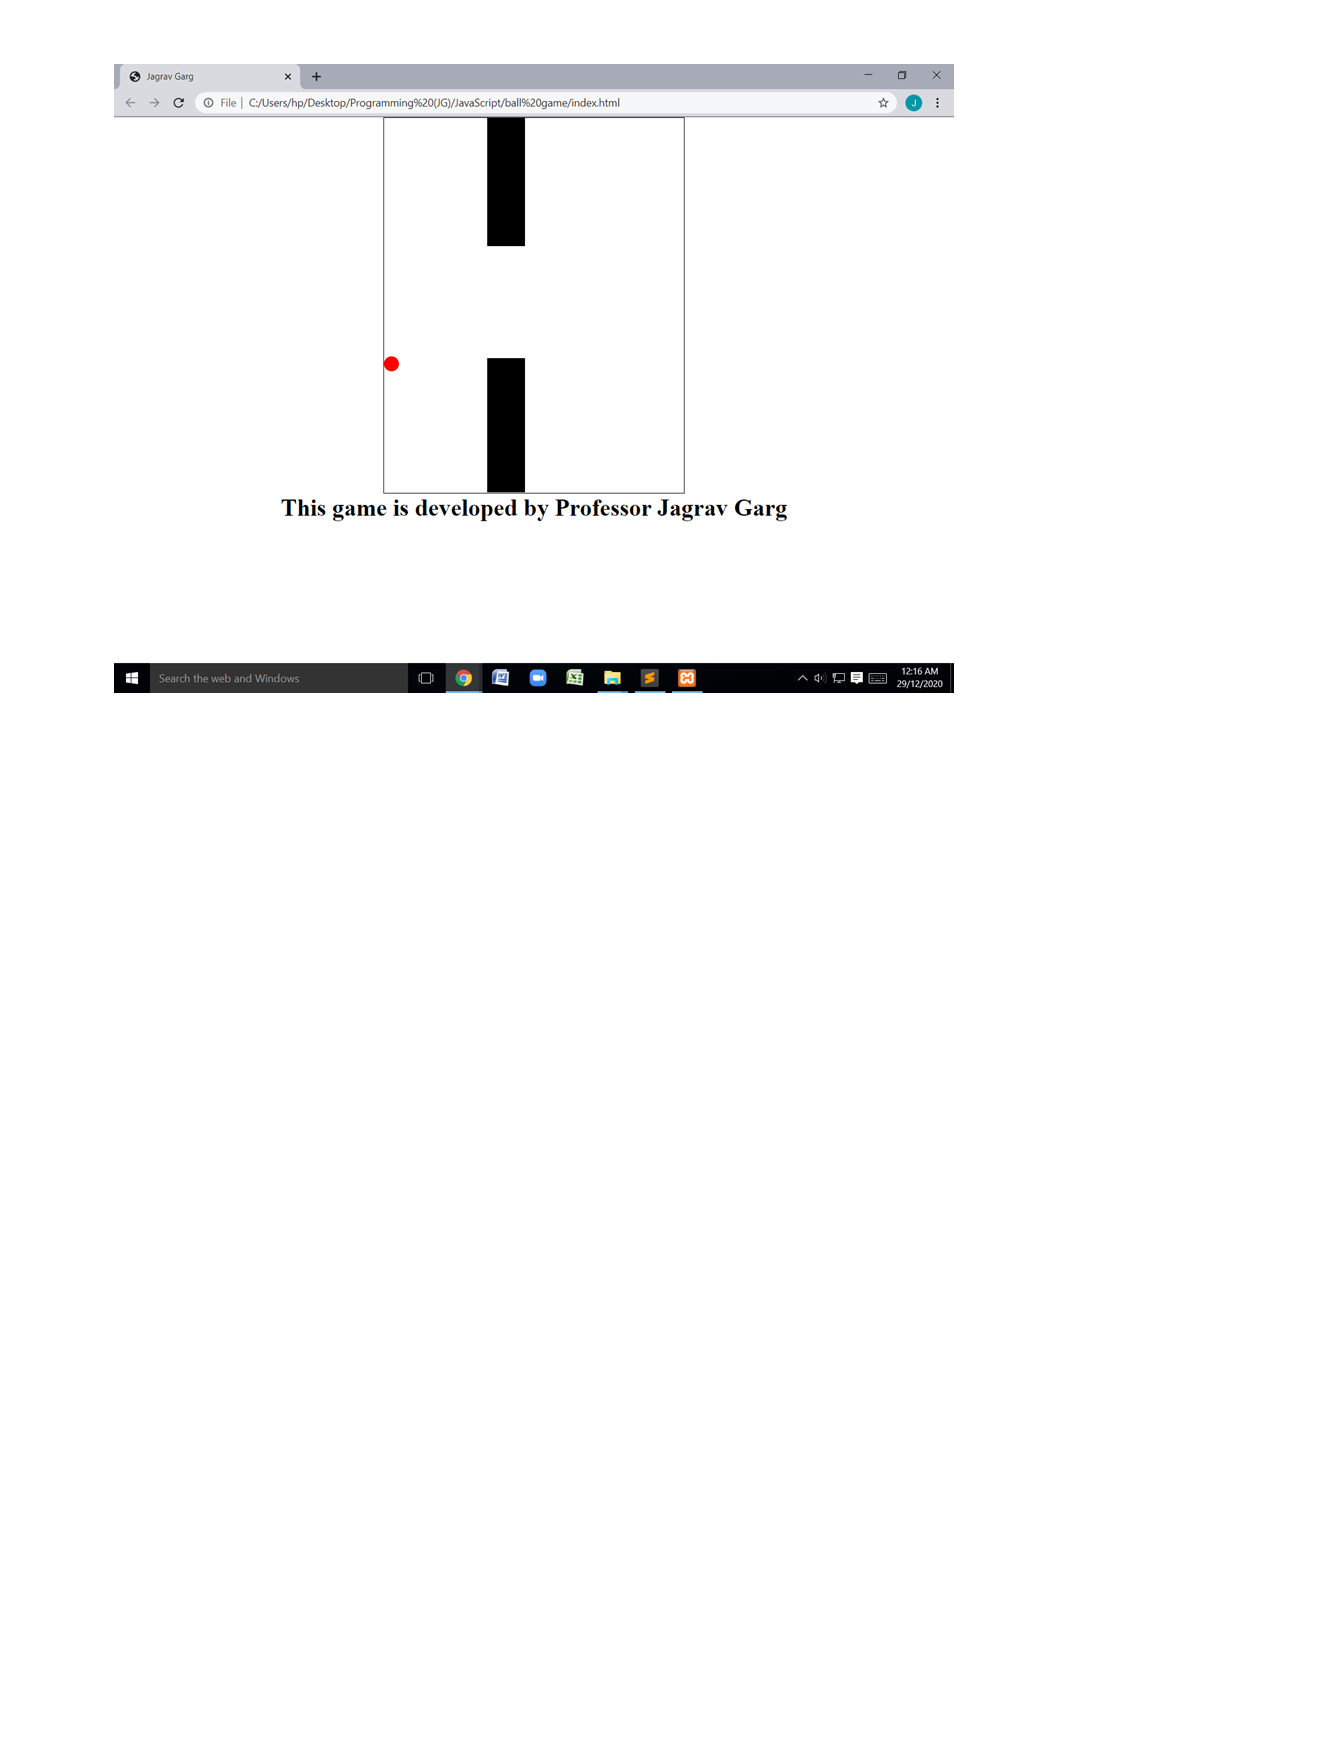 Jagrav Garg
File | C:/Users/hp/Desktop/Programming%20(JG)/JavaScript/ball%20game/index.html
J
This game is developed by Professor Jagrav Garg
Search the web and Windows
12:16 AM
29/12/2020